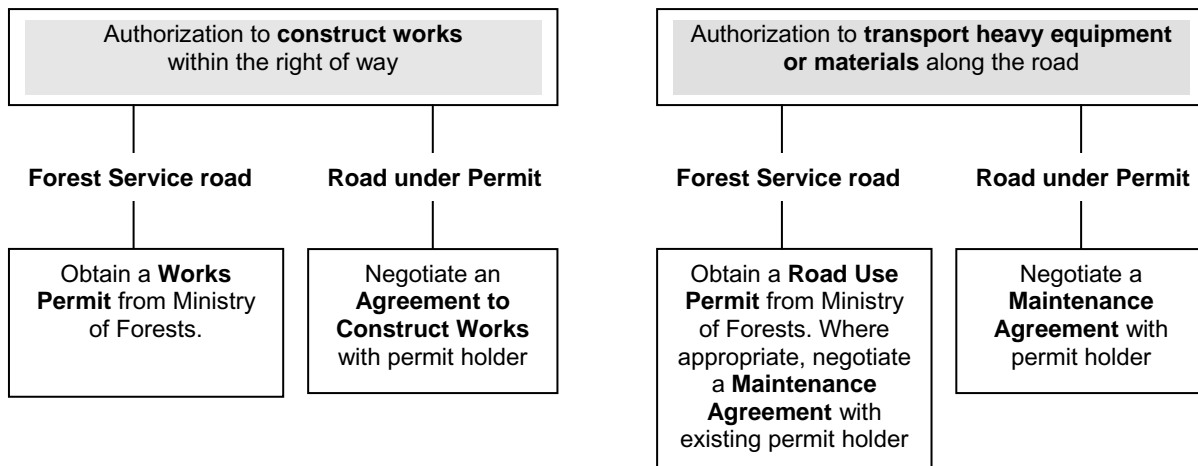 Authorization to construct works
within the right of way
Forest Service road
Road under Permit
Obtain a Works
Permit from Ministry
of Forests.
Negotiate an
Agreement to
Construct Works
with permit holder
Authorization to transport heavy equipment
or materials along the road
Forest Service road
Road under Permit
Obtain a Road Use
Permit from Ministry
of Forests. Where
appropriate, negotiate
a Maintenance
Agreement with
existing permit holder
Negotiate a
Maintenance
Agreement with
permit holder